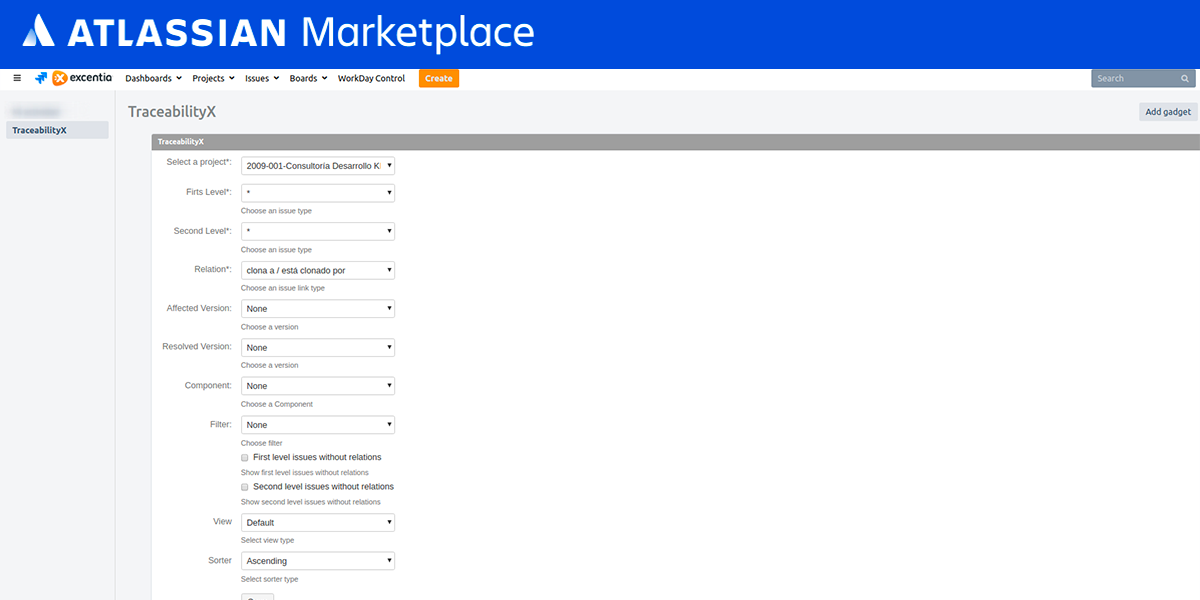 ATLASSIAN Marketplace
excentia Dashboards Projects Issues Boards WorkDay Control Create Search
TraceabilityX
TraceabilityX
Add gadget
TraceabilityX
Select a project*: 2009-001-Consultoría Desarrollo
Firts Level*: *
Choose an issue type
Second Level*: *
Choose an issue type
Relation*: clona a / está clonado por
Choose an issue link type
Affected Version: None
Choose a version
Resolved Version: None
Choose a version
Component: None
Choose a Component
Filter: None
Choose filter
First level issues without relations
Show first level issues without relations
Second level issues without relations
Show second level issues without relations
View Default
Select view type
Sorter Ascending
Select sorter type